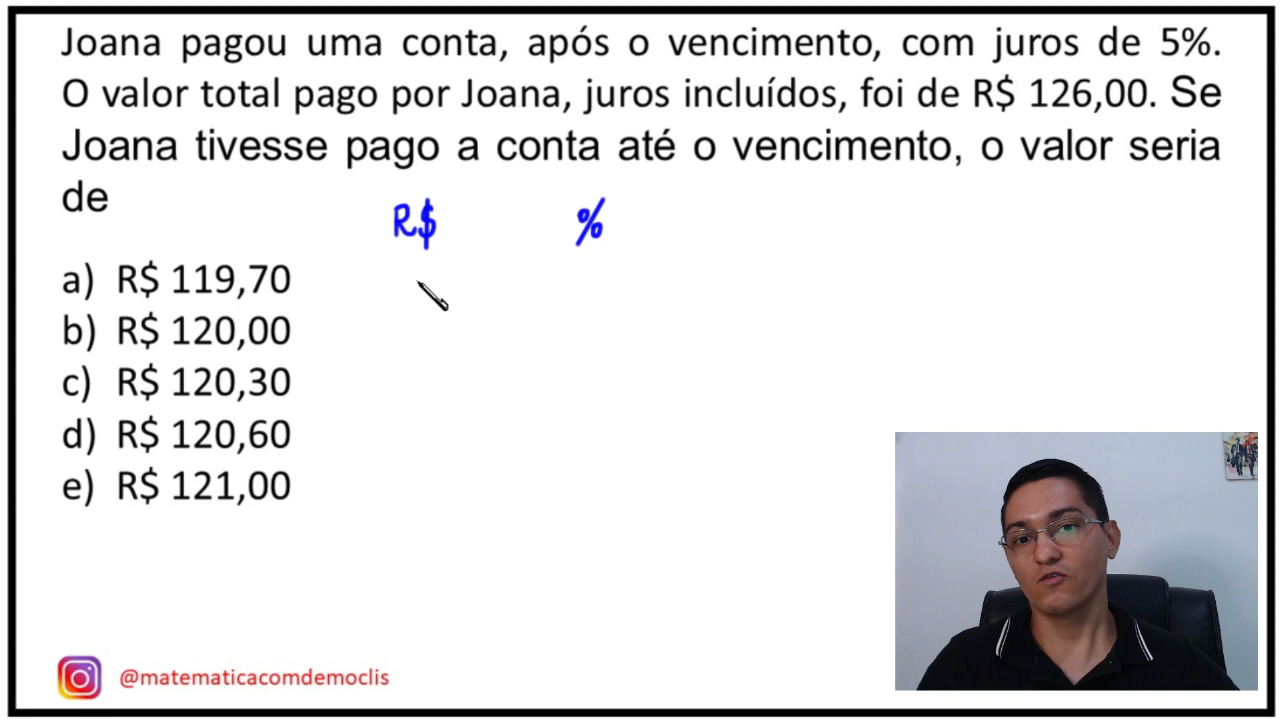 Joana pagou uma conta, após o vencimento, com juros de 5%.
O valor total pago por Joana, juros incluídos, foi de R$ 126,00. Se
Joana tivesse pago a conta até o vencimento, o valor seria
de
R$ %
a) R$ 119,70
b) R$ 120,00
c) R$ 120,30
d) R$ 120,60
e) R$ 121,00
@matematicacomdemoclis